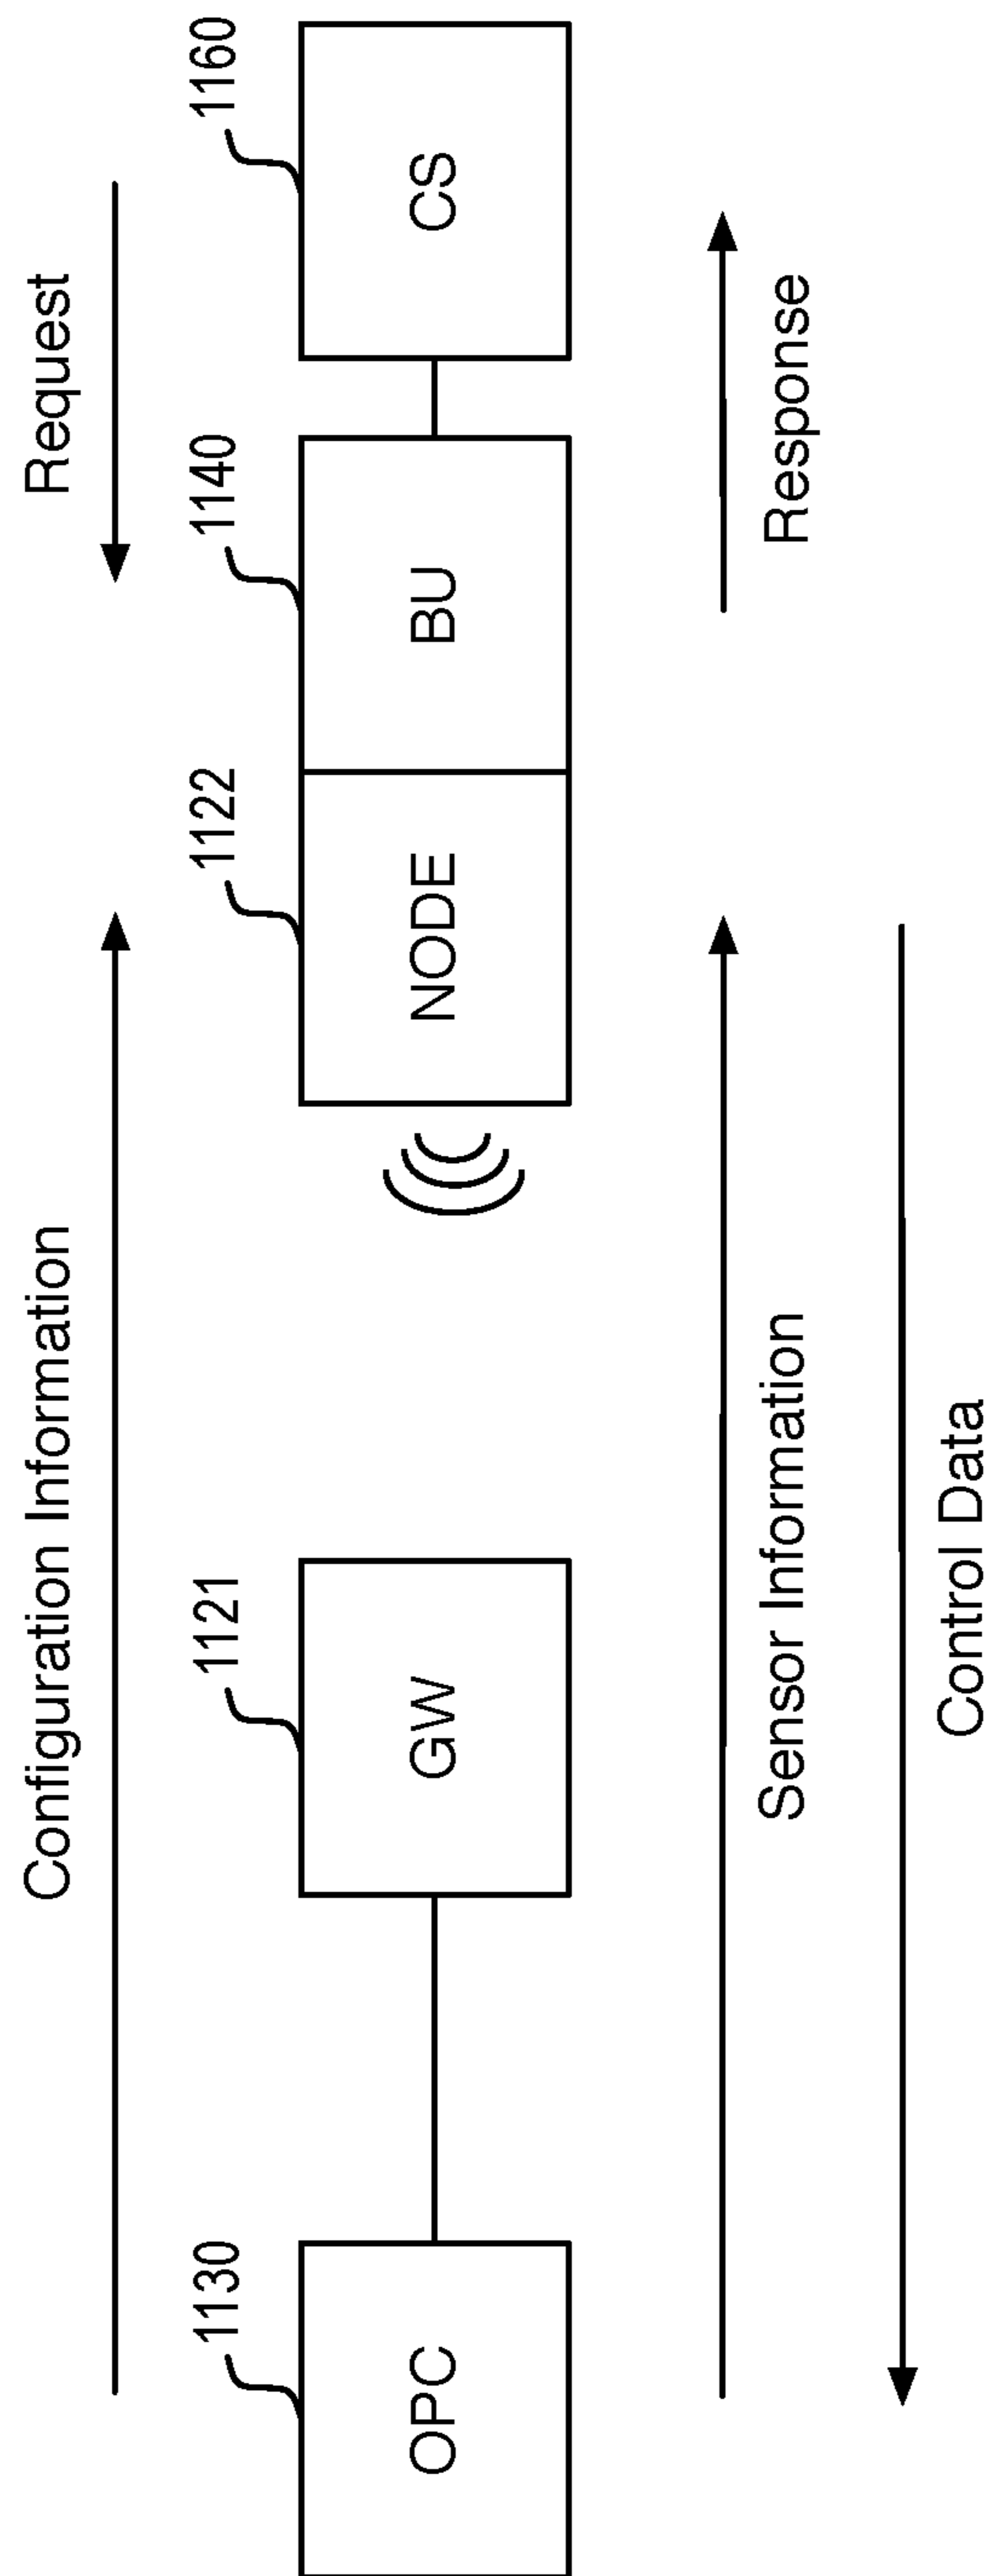 Configuration Information
Request
1130
1121
1122
1140
1160
OPC
GW
NODE
BU
CS
Sensor Information
Response
Control Data